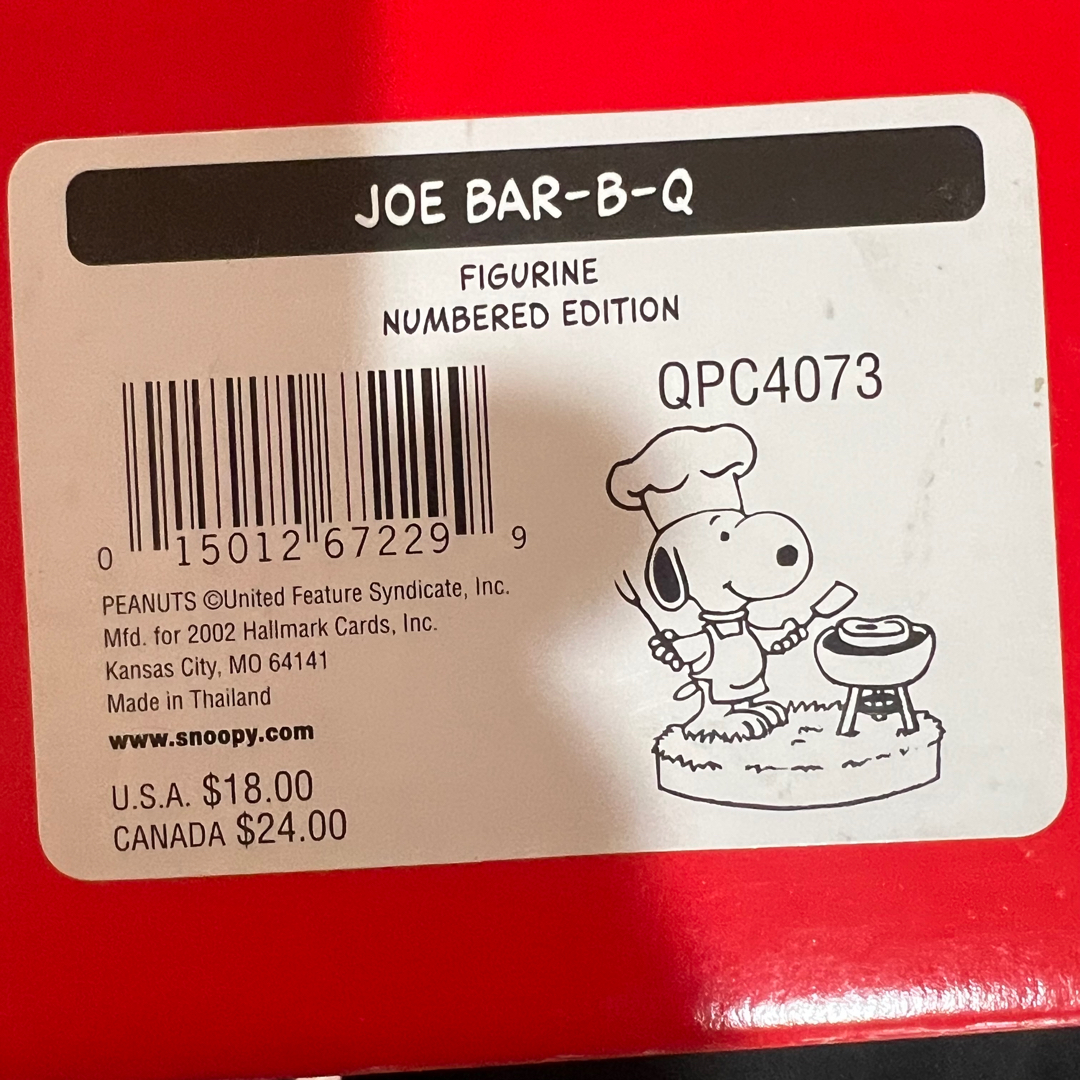 JOE BAR-B-Q
FIGURINE
NUMBERED EDITION
QPC4073
0 15012 67229 9
PEANUTS ©United Feature Syndicate, Inc.
Mfd. for 2002 Hallmark Cards, Inc.
Kansas City, MO 64141
Made in Thailand
www.snoopy.com
U.S.A. $18.00
CANADA $24.00